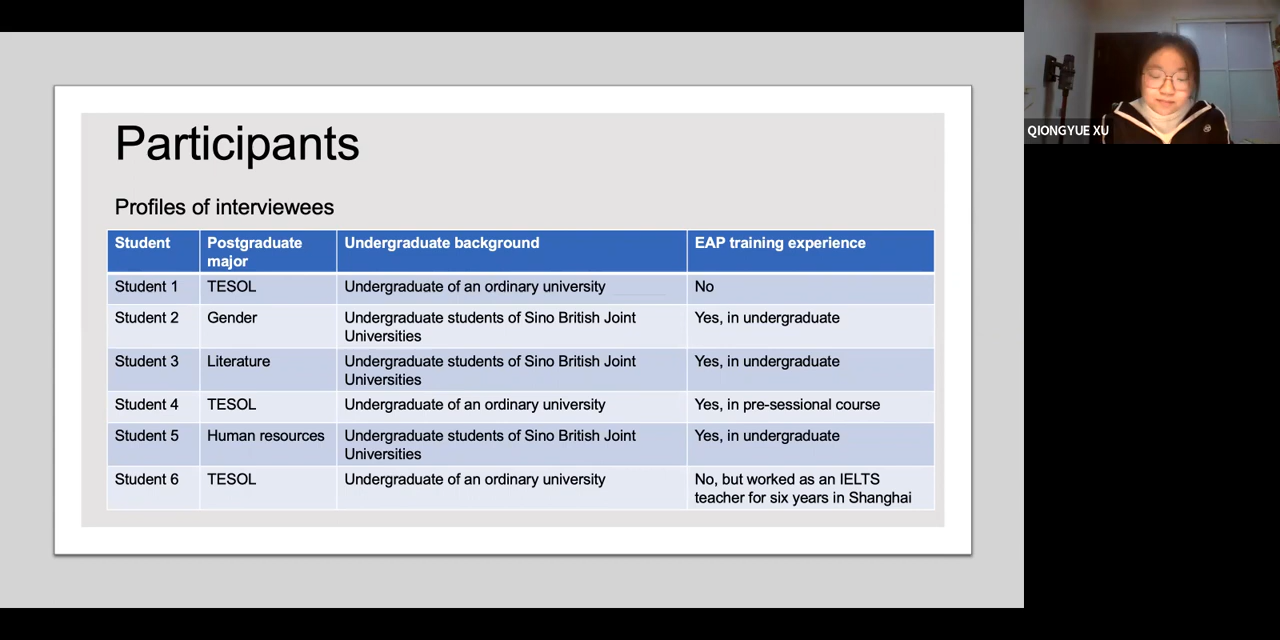 Participants
Profiles of interviewees
Student Postgraduate major Undergraduate background EAP training experience
Student 1 TESOL Undergraduate of an ordinary university No
Student 2 Gender Undergraduate students of Sino British Joint Universities Yes, in undergraduate
Student 3 Literature Undergraduate students of Sino British Joint Universities Yes, in undergraduate
Student 4 TESOL Undergraduate of an ordinary university Yes, in pre-sessional course
Student 5 Human resources Undergraduate students of Sino British Joint Universities Yes, in undergraduate
Student 6 TESOL Undergraduate of an ordinary university No, but worked as an IELTS teacher for six years in Shanghai
QIONGYUE XU